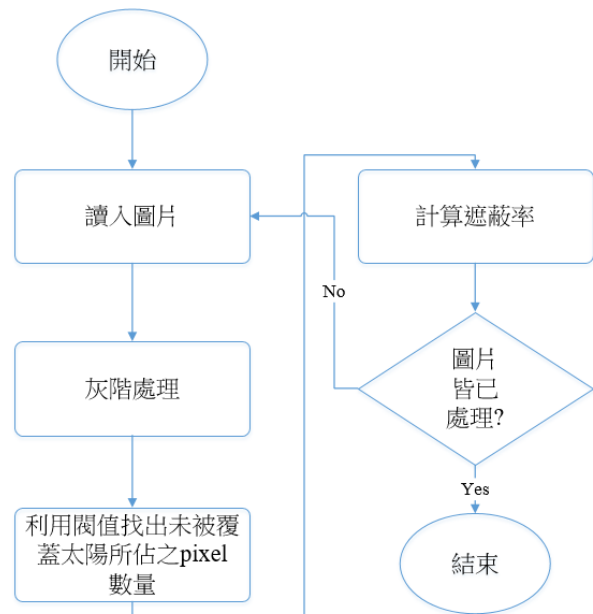 開始
讀入圖片
灰階處理
利用閥值找出未被覆
蓋太陽所佔之pixel
數量
計算遮蔽率
圖片
皆已
處理?
No
Yes
結束